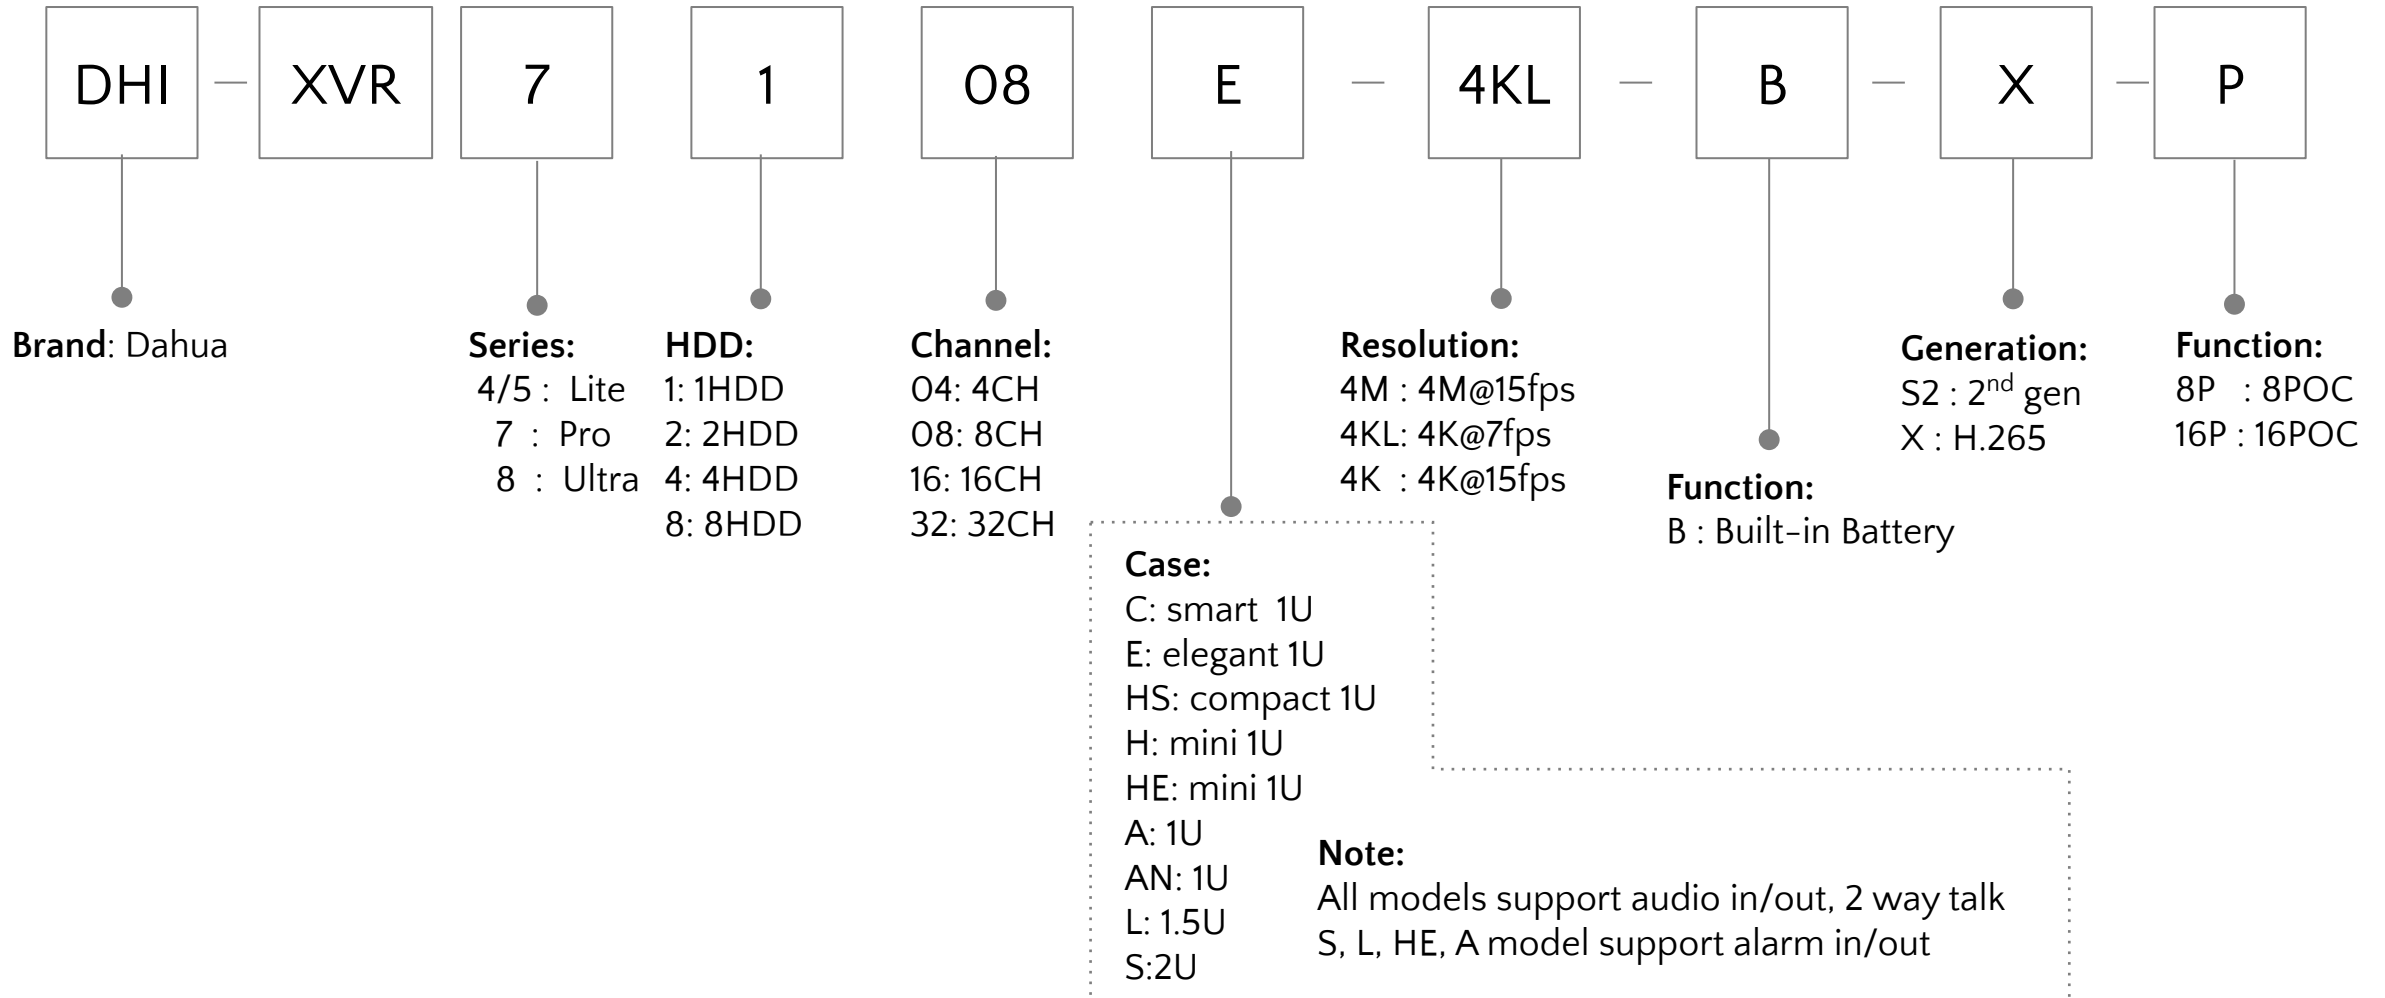 DHI – XVR 7 1 08 E – 4KL – B – X – P
Brand: Dahua
Series:
4/5 : Lite
7 : Pro
8 : Ultra
HDD:
1: 1HDD
2: 2HDD
4: 4HDD
8: 8HDD
Channel:
04: 4CH
08: 8CH
16: 16CH
32: 32CH
Case:
C: smart 1U
E: elegant 1U
HS: compact 1U
H: mini 1U
HE: mini 1U
A: 1U
AN: 1U
L: 1.5U
S:2U
Note:
All models support audio in/out, 2 way talk
S, L, HE, A model support alarm in/out
Resolution:
4M : 4M@15fps
4KL: 4K@7fps
4K : 4K@15fps
Function:
B : Built-in Battery
Generation:
S2 : 2nd gen
X : H.265
Function:
8P : 8POC
16P : 16POC